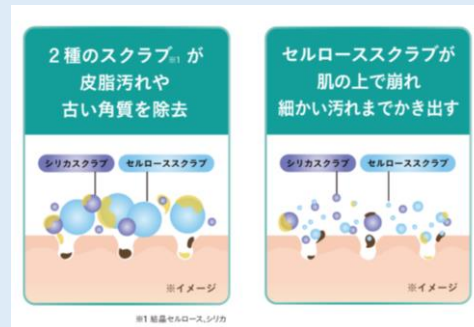 2種のスクラブ※1が
皮脂汚れや
古い角質を除去
シリカスクラブ
セルローススクラブ
※イメージ
※1 結晶セルロース、シリカ
セルローススクラブが
肌の上で崩れ
細かい汚れまでかき出す
シリカスクラブ
セルローススクラブ
※イメージ